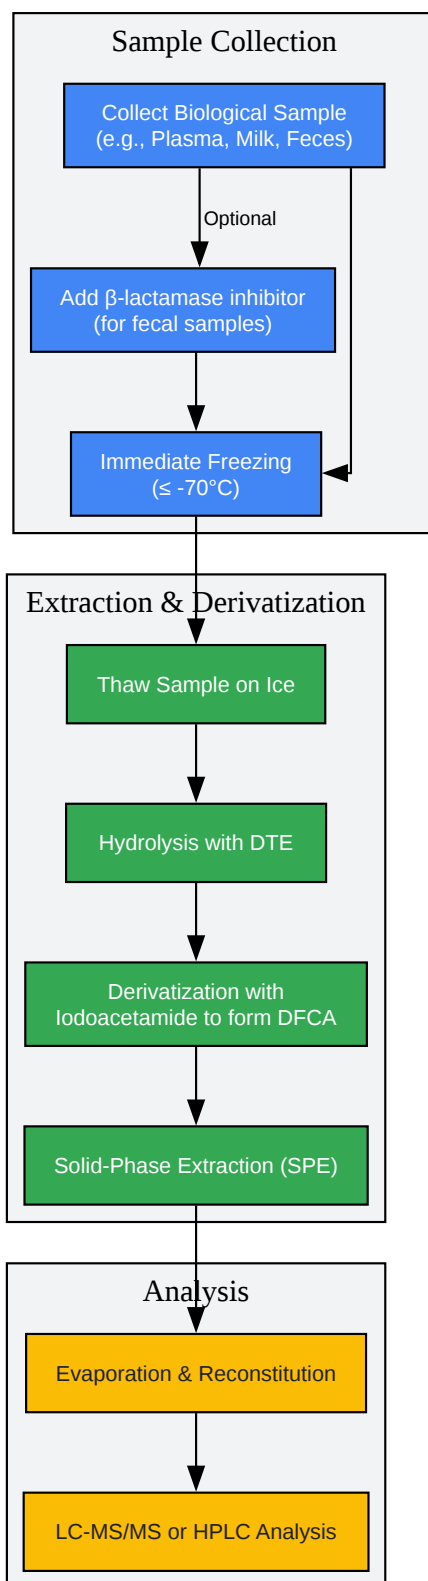 Sample Collection
Collect Biological Sample
(e.g., Plasma, Milk, Feces)
Optional
Add β-lactamase inhibitor
(for fecal samples)
Immediate Freezing
(≤ -70°C)
Extraction & Derivatization
Thaw Sample on Ice
Hydrolysis with DTE
Derivatization with
Iodoacetamide to form DFCA
Solid-Phase Extraction (SPE)
Analysis
Evaporation & Reconstitution
LC-MS/MS or HPLC Analysis